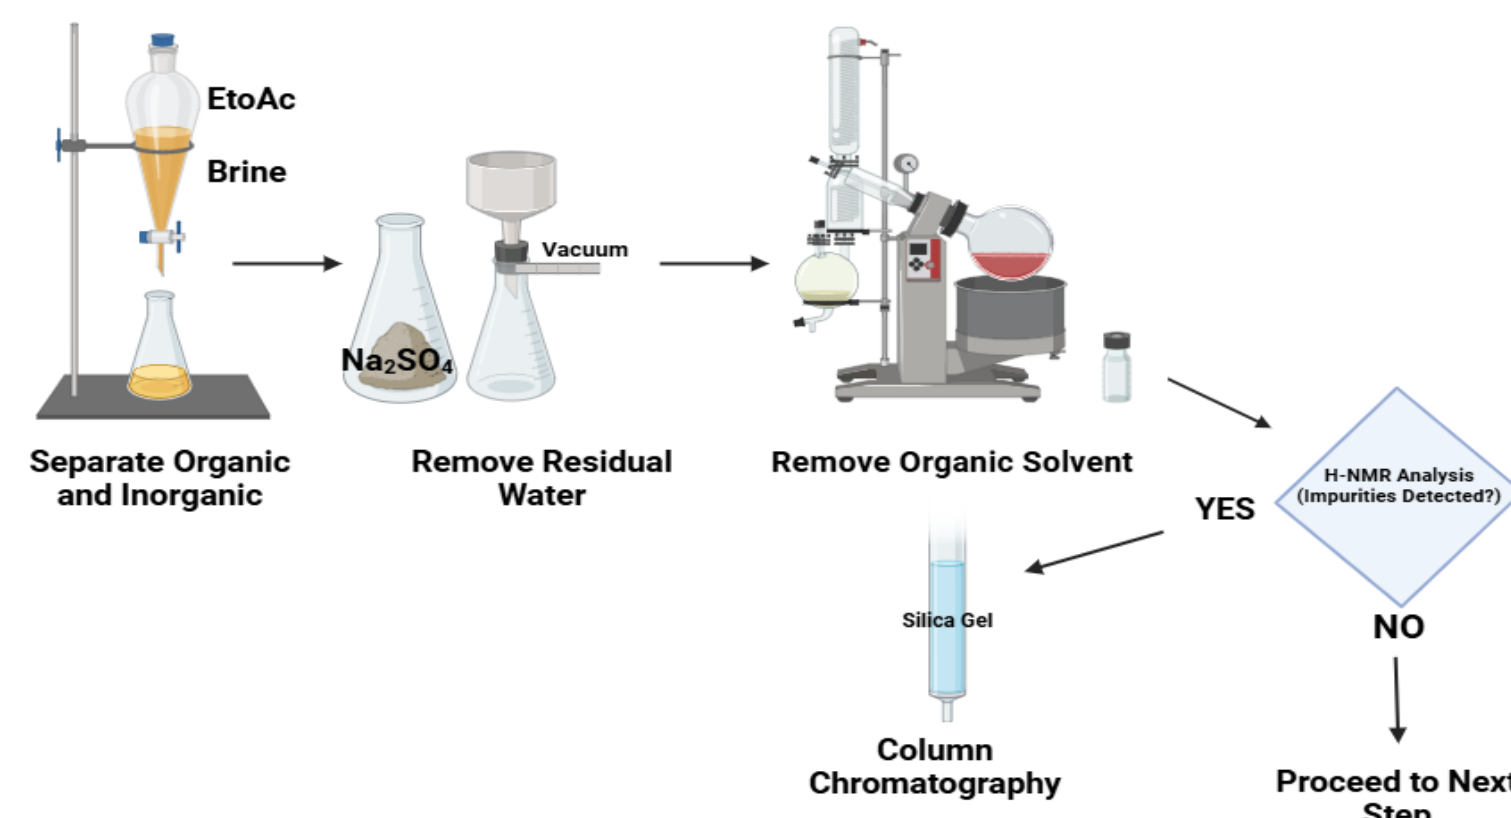 EtoAc
Brine
Vacuum
Na₂SO₄
Separate Organic
and Inorganic
Remove Residual
Water
Remove Organic Solvent
H-NMR Analysis
(Impurities Detected?)
YES
NO
Silica Gel
Column
Chromatography
Proceed to Next
Step